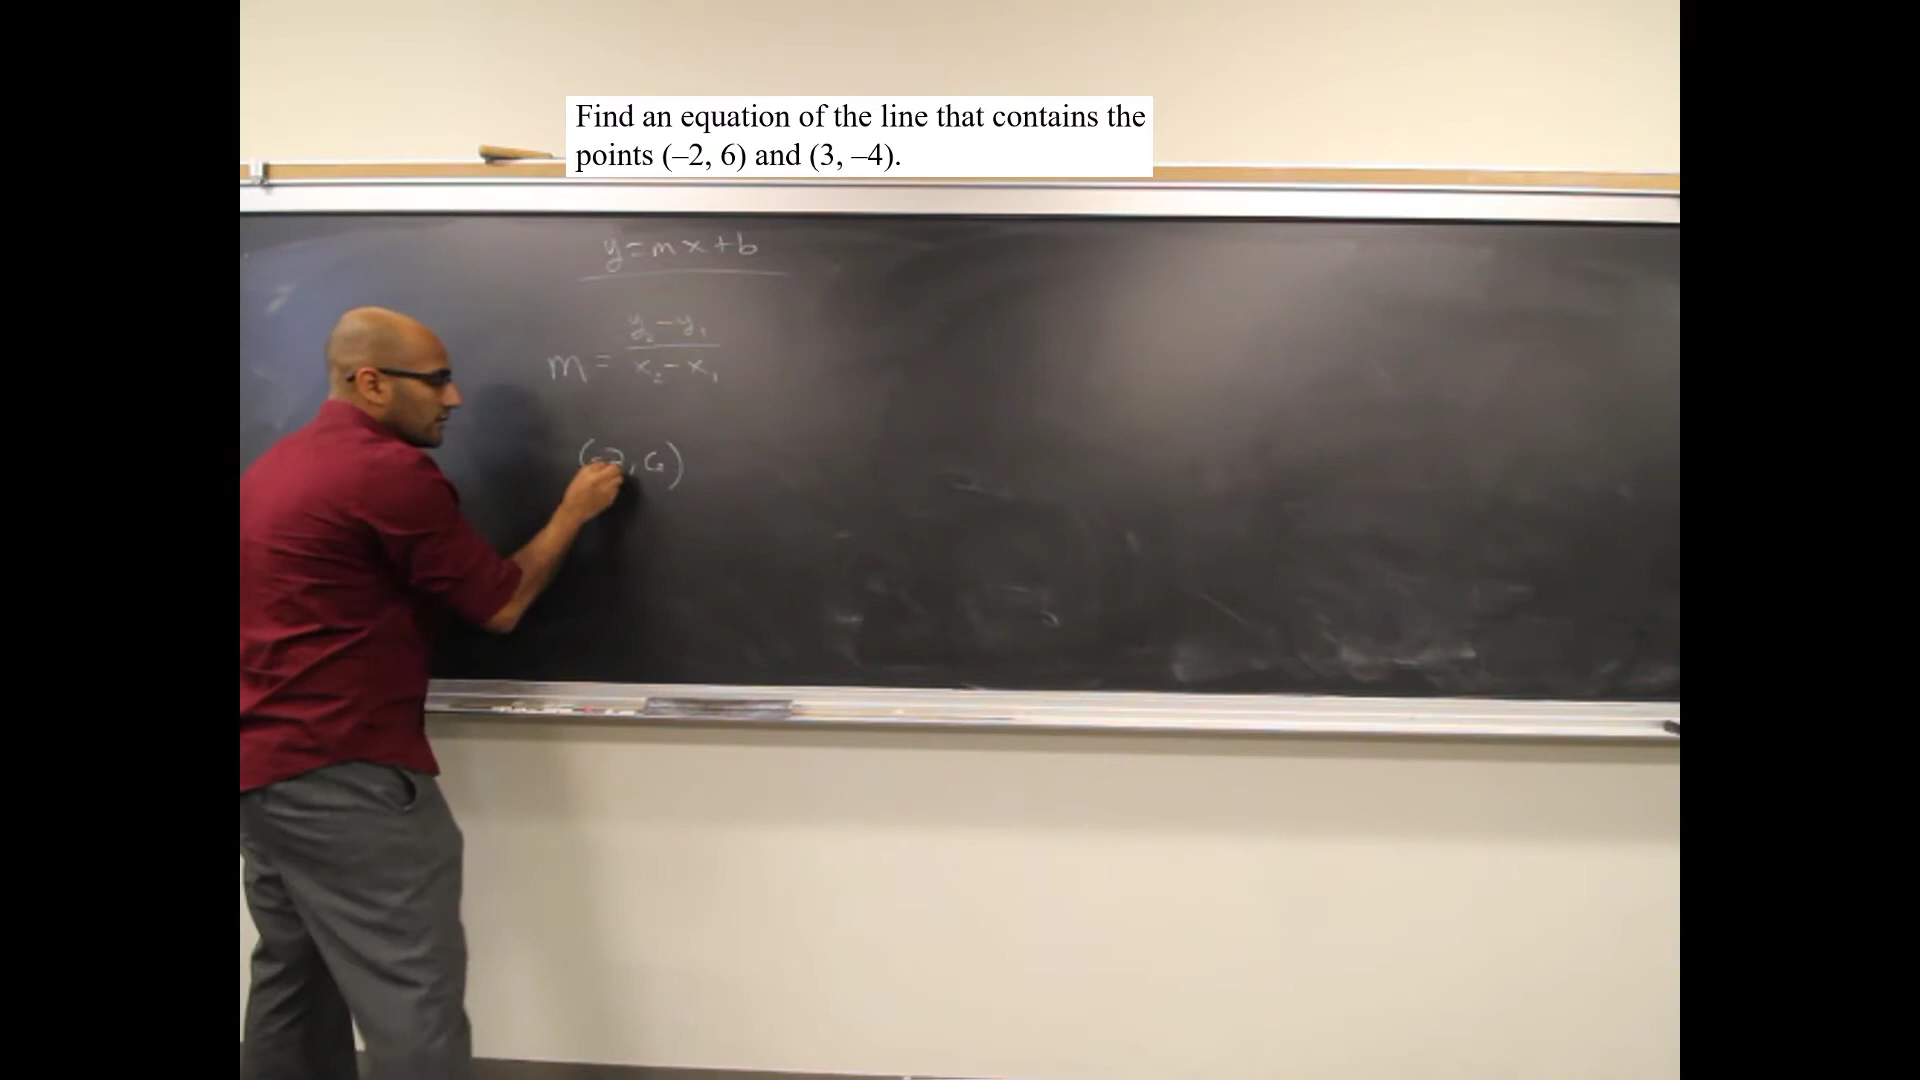 Find an equation of the line that contains the
points (–2, 6) and (3, –4).
y=mx+b
m = y₂-y₁ / x₂-x₁
(-2, 6)